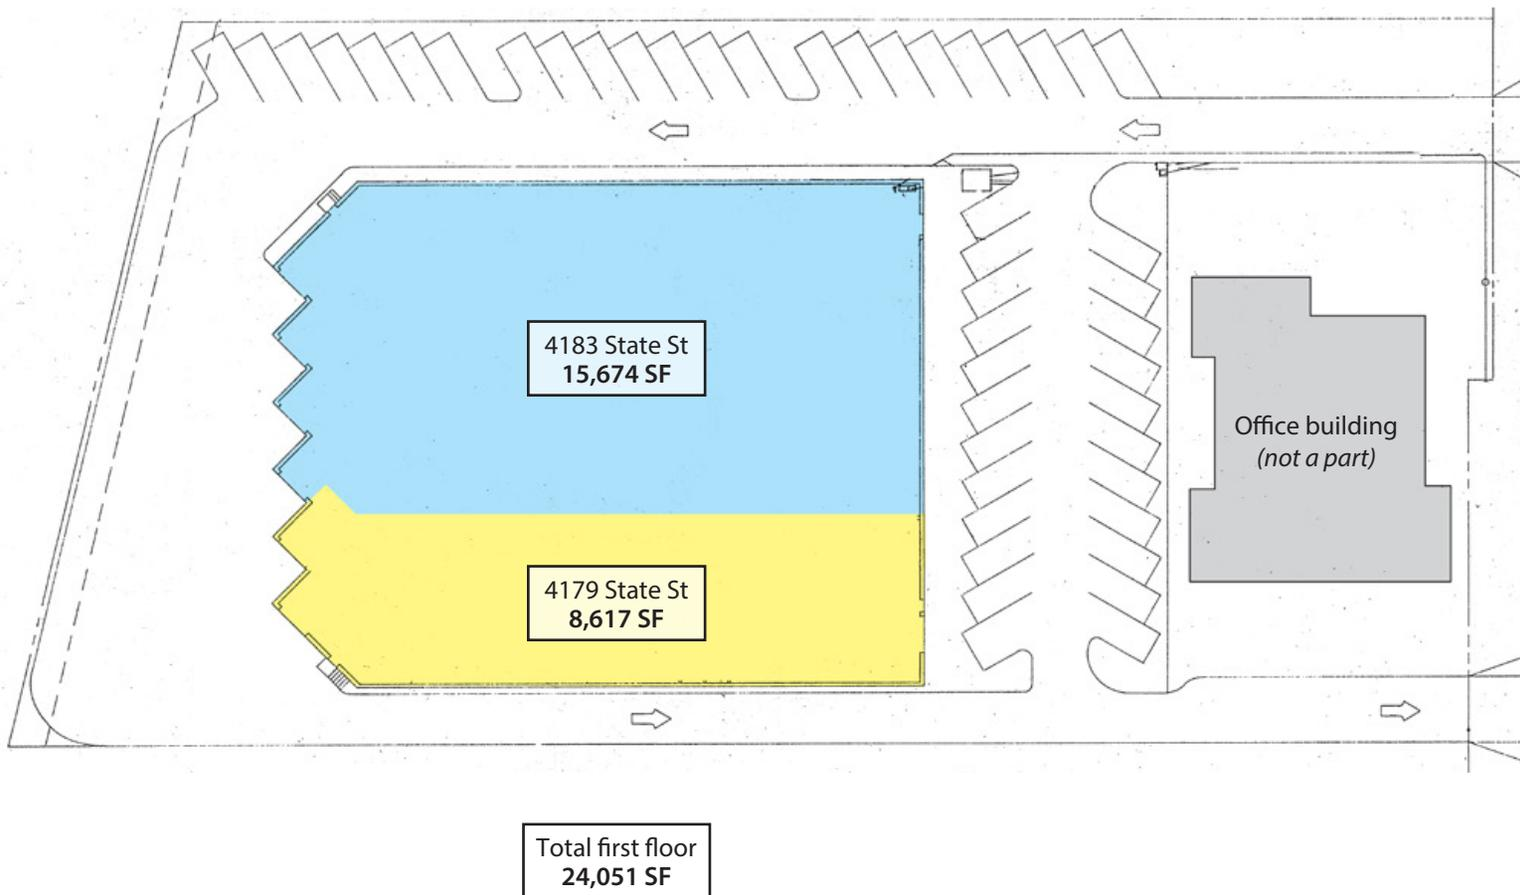 4183 State St
15,674 SF
Office building
(not a part)
4179 State St
8,617 SF
Total first floor
24,051 SF